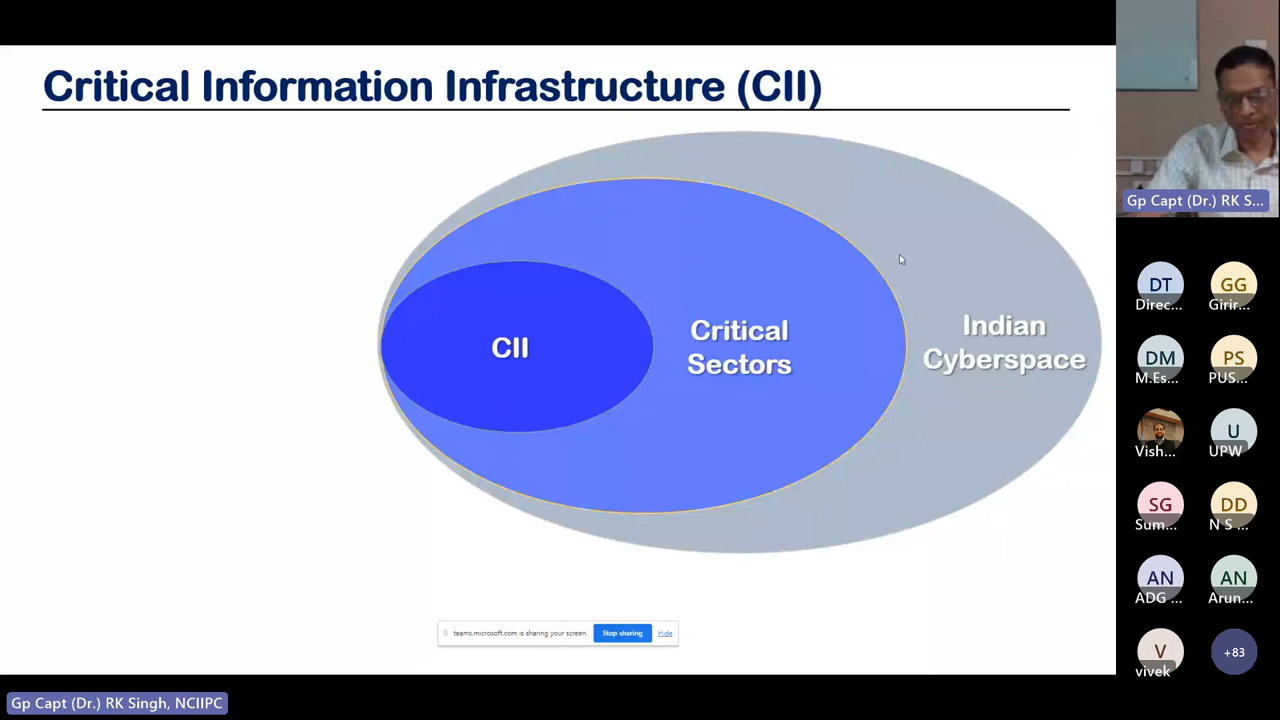 Critical Information Infrastructure (CII)
CII
Critical
Sectors
Indian
Cyberspace
teams.microsoft.com is sharing your screen.
Stop sharing
Hide
Gp Capt (Dr.) RK Singh, NCIIPC
Gp Capt (Dr.) RK S...
DT
Direc...
GG
Girir...
DM
M.Es...
PS
PUS...
Vish...
U
UPW
SG
Sum...
DD
N S ...
AN
ADG ...
AN
Arun...
V
vivek
+83